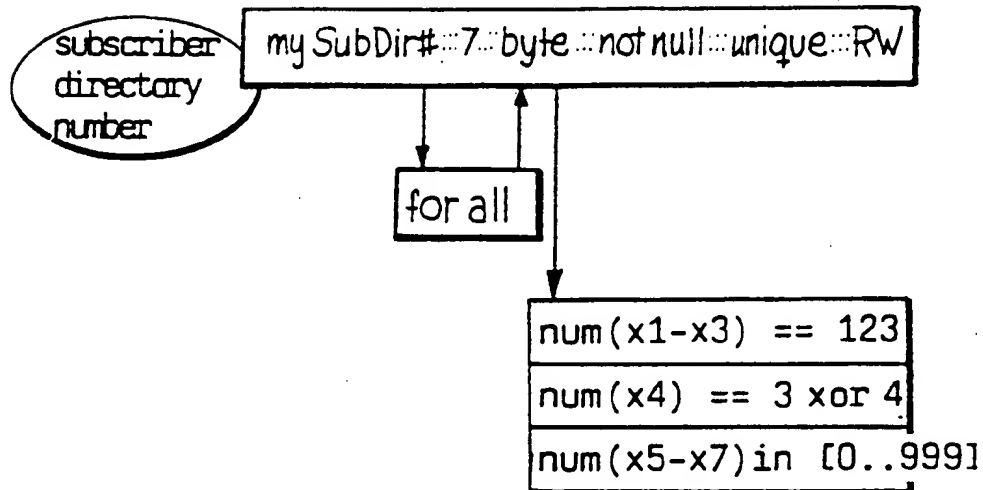 subscriber
directory
number
my SubDir# ::: 7 ::: byte ::: not null ::: unique ::: RW
for all
num(x1-x3) == 123
num(x4) == 3 xor 4
num(x5-x7)in [0..999]